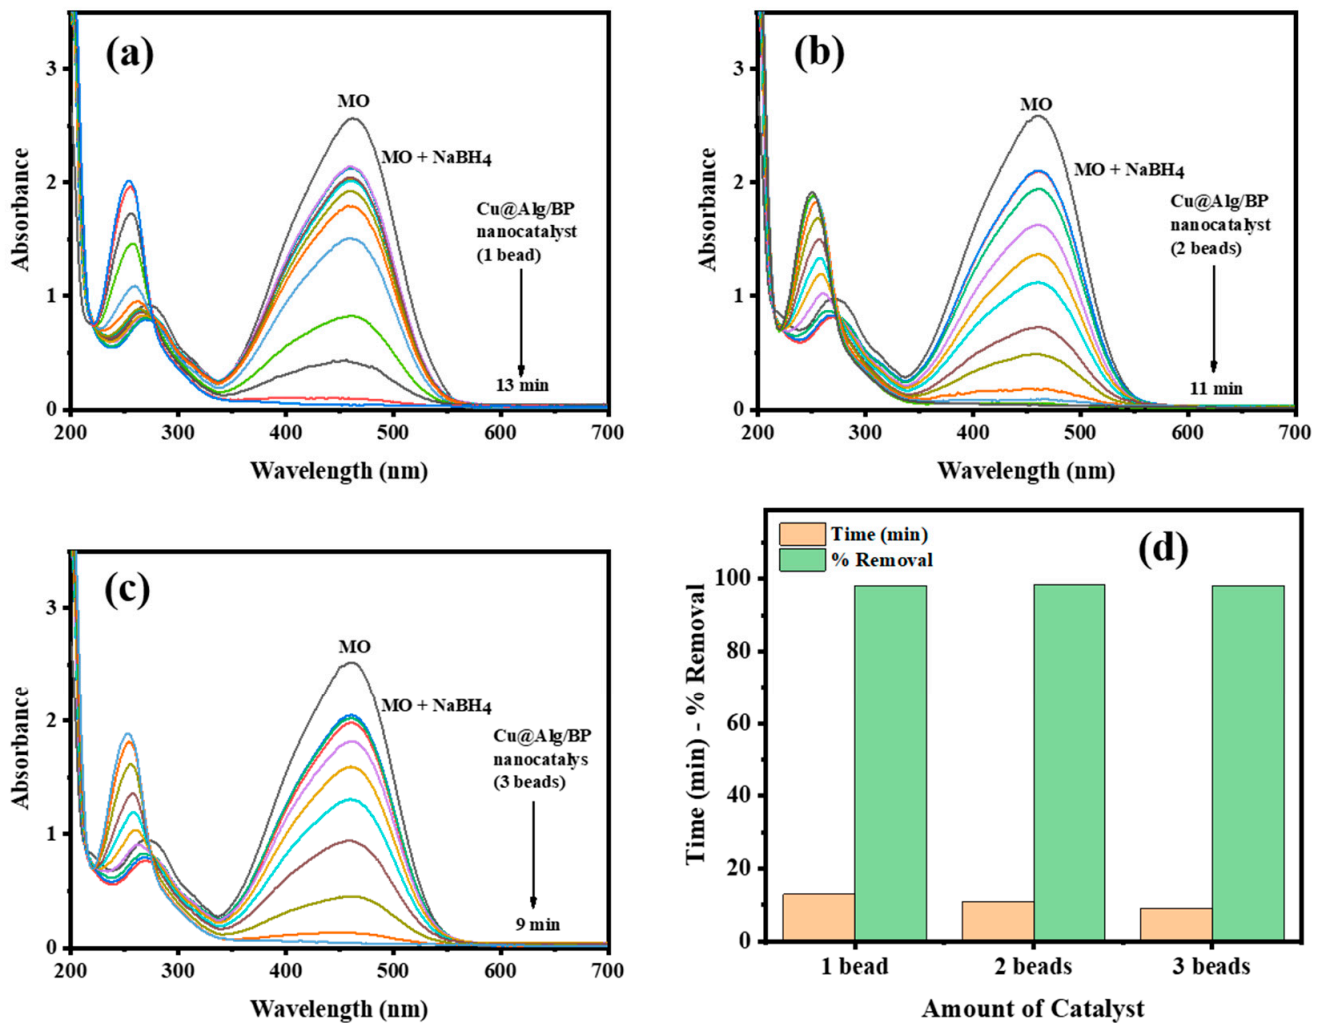 (a)
3
2
1
0
Absorbance
MO
MO + NaBH4
Cu@Alg/BP
nanocatalyst
(1 bead)
13 min
200 300 400 500 600 700
Wavelength (nm)
(b)
3
2
1
0
Absorbance
MO
MO + NaBH4
Cu@Alg/BP
nanocatalyst
(2 beads)
11 min
200 300 400 500 600 700
Wavelength (nm)
(c)
3
2
1
0
Absorbance
MO
MO + NaBH4
Cu@Alg/BP
nanocatalys
(3 beads)
9 min
200 300 400 500 600 700
Wavelength (nm)
Time (min)
% Removal
(d)
100
80
60
40
20
0
Time (min) - % Removal
1 bead 2 beads 3 beads
Amount of Catalyst